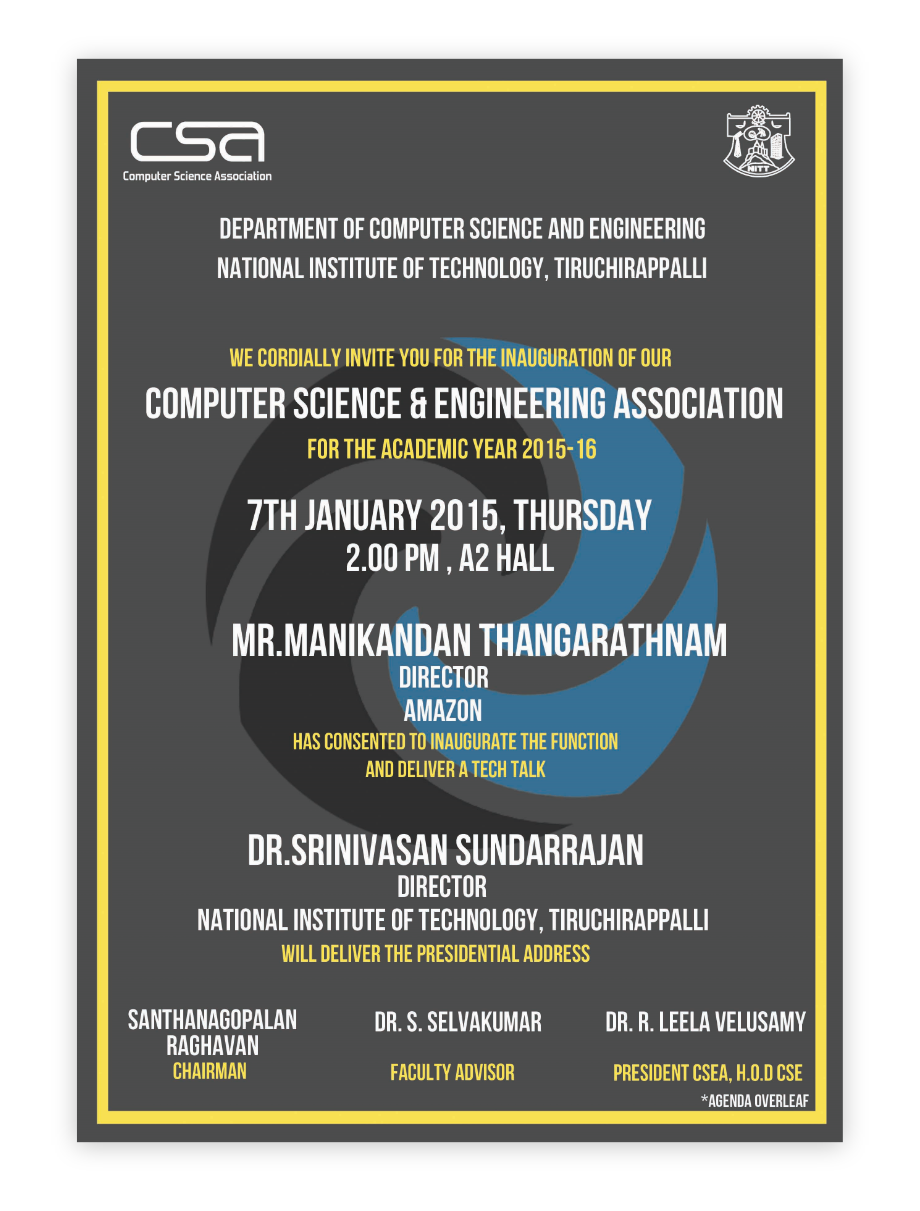 csa
Computer Science Association
NITT
DEPARTMENT OF COMPUTER SCIENCE AND ENGINEERING
NATIONAL INSTITUTE OF TECHNOLOGY, TIRUCHIRAPPALLI
WE CORDIALLY INVITE YOU FOR THE INAUGURATION OF OUR
COMPUTER SCIENCE & ENGINEERING ASSOCIATION
FOR THE ACADEMIC YEAR 2015-16
7TH JANUARY 2015, THURSDAY
2.00 PM , A2 HALL
MR.MANIKANDAN THANGARATHNAM
DIRECTOR
AMAZON
HAS CONSENTED TO INAUGURATE THE FUNCTION
AND DELIVER A TECH TALK
DR.SRINIVASAN SUNDARRAJAN
DIRECTOR
NATIONAL INSTITUTE OF TECHNOLOGY, TIRUCHIRAPPALLI
WILL DELIVER THE PRESIDENTIAL ADDRESS
SANTHANAGOPALAN
RAGHAVAN
CHAIRMAN
DR. S. SELVAKUMAR
FACULTY ADVISOR
DR. R. LEELA VELUSAMY
PRESIDENT CSEA, H.O.D CSE
*AGENDA OVERLEAF